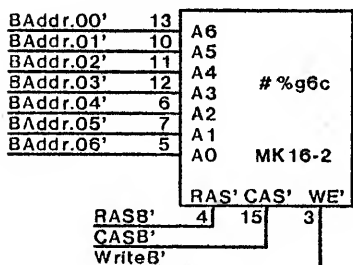 BAddr.00' 13 A6
BAddr.01' 10 A5
BAddr.02' 11 A4
BAddr.03' 12 A3
BAddr.04' 6 A2
BAddr.05' 7 A1
BAddr.06' 5 A0
#%g6c
MK16-2
RAS' CAS' WE'
RASB' 4 15 3
CASB'
WriteB'